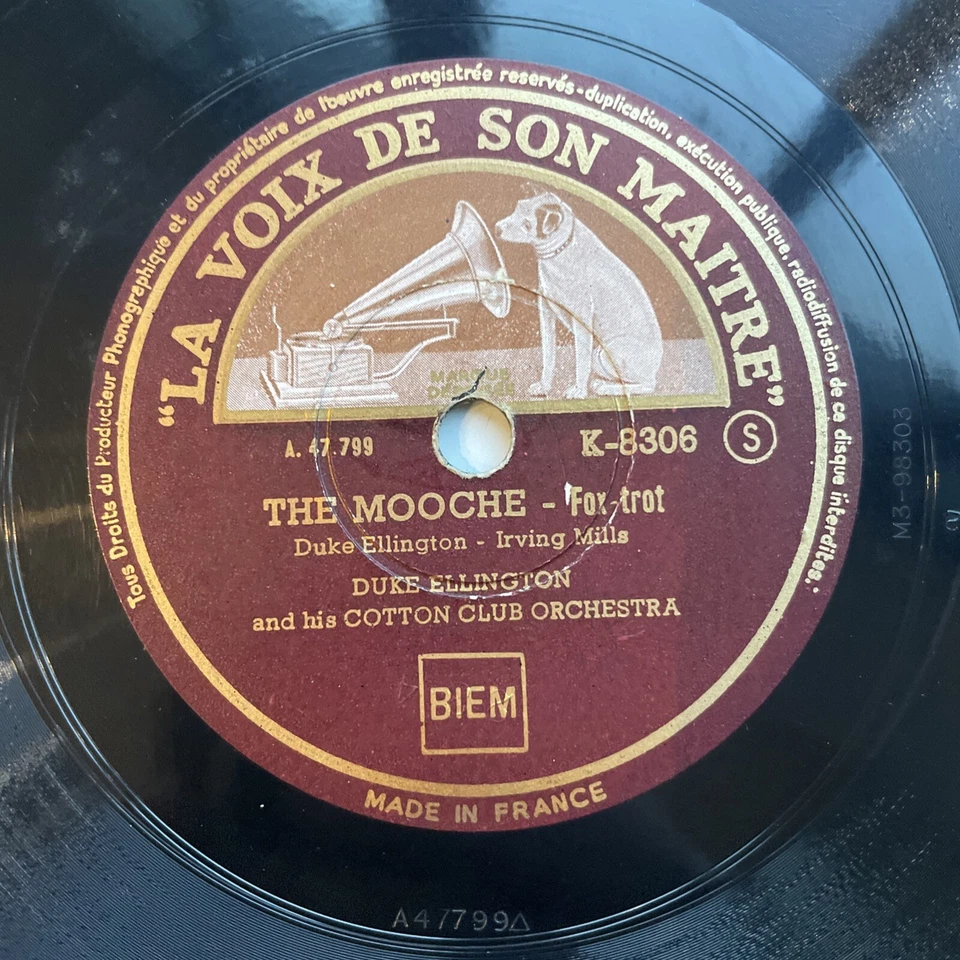 Tous Droits du Producteur Phonographique et du propriétaire de l'oeuvre enregistrée reservés - duplication, exécution publique, radiodiffusion de ce disque interdites.
"LA VOIX DE SON MAITRE"
A. 47.799
K-8306
S
THE MOOCHE - Fox-trot
Duke Ellington - Irving Mills
DUKE ELLINGTON
and his COTTON CLUB ORCHESTRA
BIEM
MADE IN FRANCE
M3-98303
A47799△